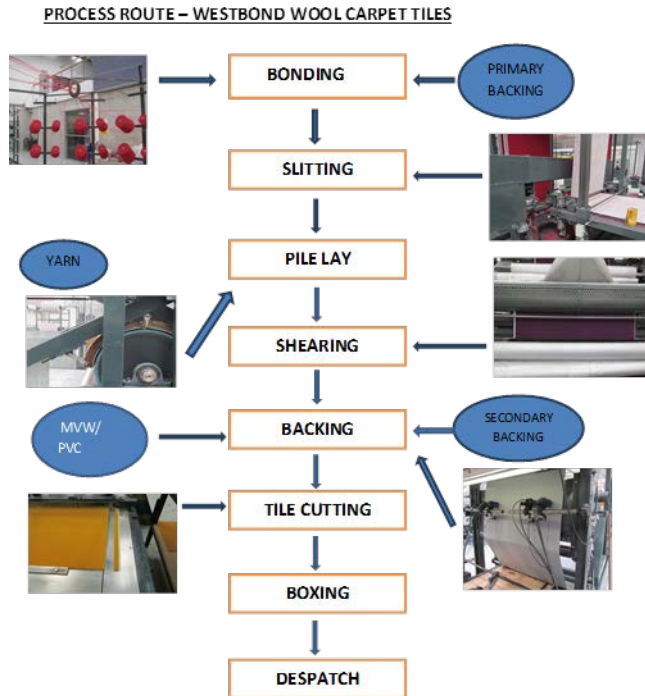 PROCESS ROUTE – WESTBOND WOOL CARPET TILES
BONDING
PRIMARY
BACKING
SLITTING
YARN
PILE LAY
SHEARING
MVW/
PVC
BACKING
SECONDARY
BACKING
TILE CUTTING
BOXING
DESPATCH